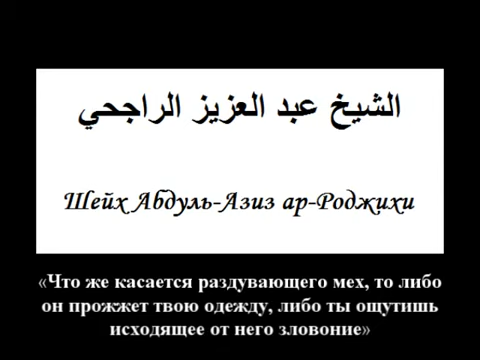 الشيخ عبد العزيز الراجحي
Шейх Абдуль-Азиз ар-Роджихи
«Что же касается раздувающего мех, то либо
он прожжет твою одежду, либо ты ощутишь
исходящее от него зловоние»